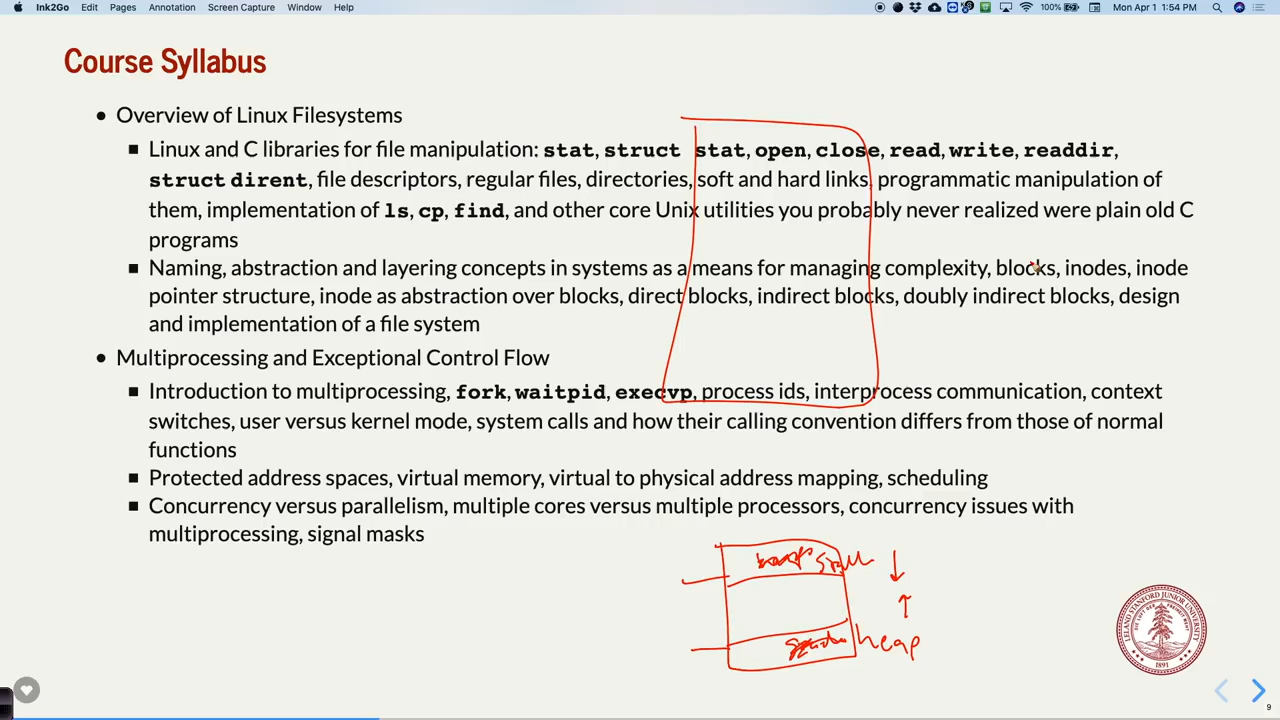 Ink2Go Edit Pages Annotation Screen Capture Window Help 100% Mon Apr 1 1:54 PM
Course Syllabus
• Overview of Linux Filesystems
▪ Linux and C libraries for file manipulation: stat, struct stat, open, close, read, write, readdir,
struct dirent, file descriptors, regular files, directories, soft and hard links, programmatic manipulation of
them, implementation of ls, cp, find, and other core Unix utilities you probably never realized were plain old C
programs
▪ Naming, abstraction and layering concepts in systems as a means for managing complexity, blocks, inodes, inode
pointer structure, inode as abstraction over blocks, direct blocks, indirect blocks, doubly indirect blocks, design
and implementation of a file system
• Multiprocessing and Exceptional Control Flow
▪ Introduction to multiprocessing, fork, waitpid, execvp, process ids, interprocess communication, context
switches, user versus kernel mode, system calls and how their calling convention differs from those of normal
functions
▪ Protected address spaces, virtual memory, virtual to physical address mapping, scheduling
▪ Concurrency versus parallelism, multiple cores versus multiple processors, concurrency issues with
multiprocessing, signal masks
heap
LELAND STANFORD JUNIOR UNIVERSITY
1891
9